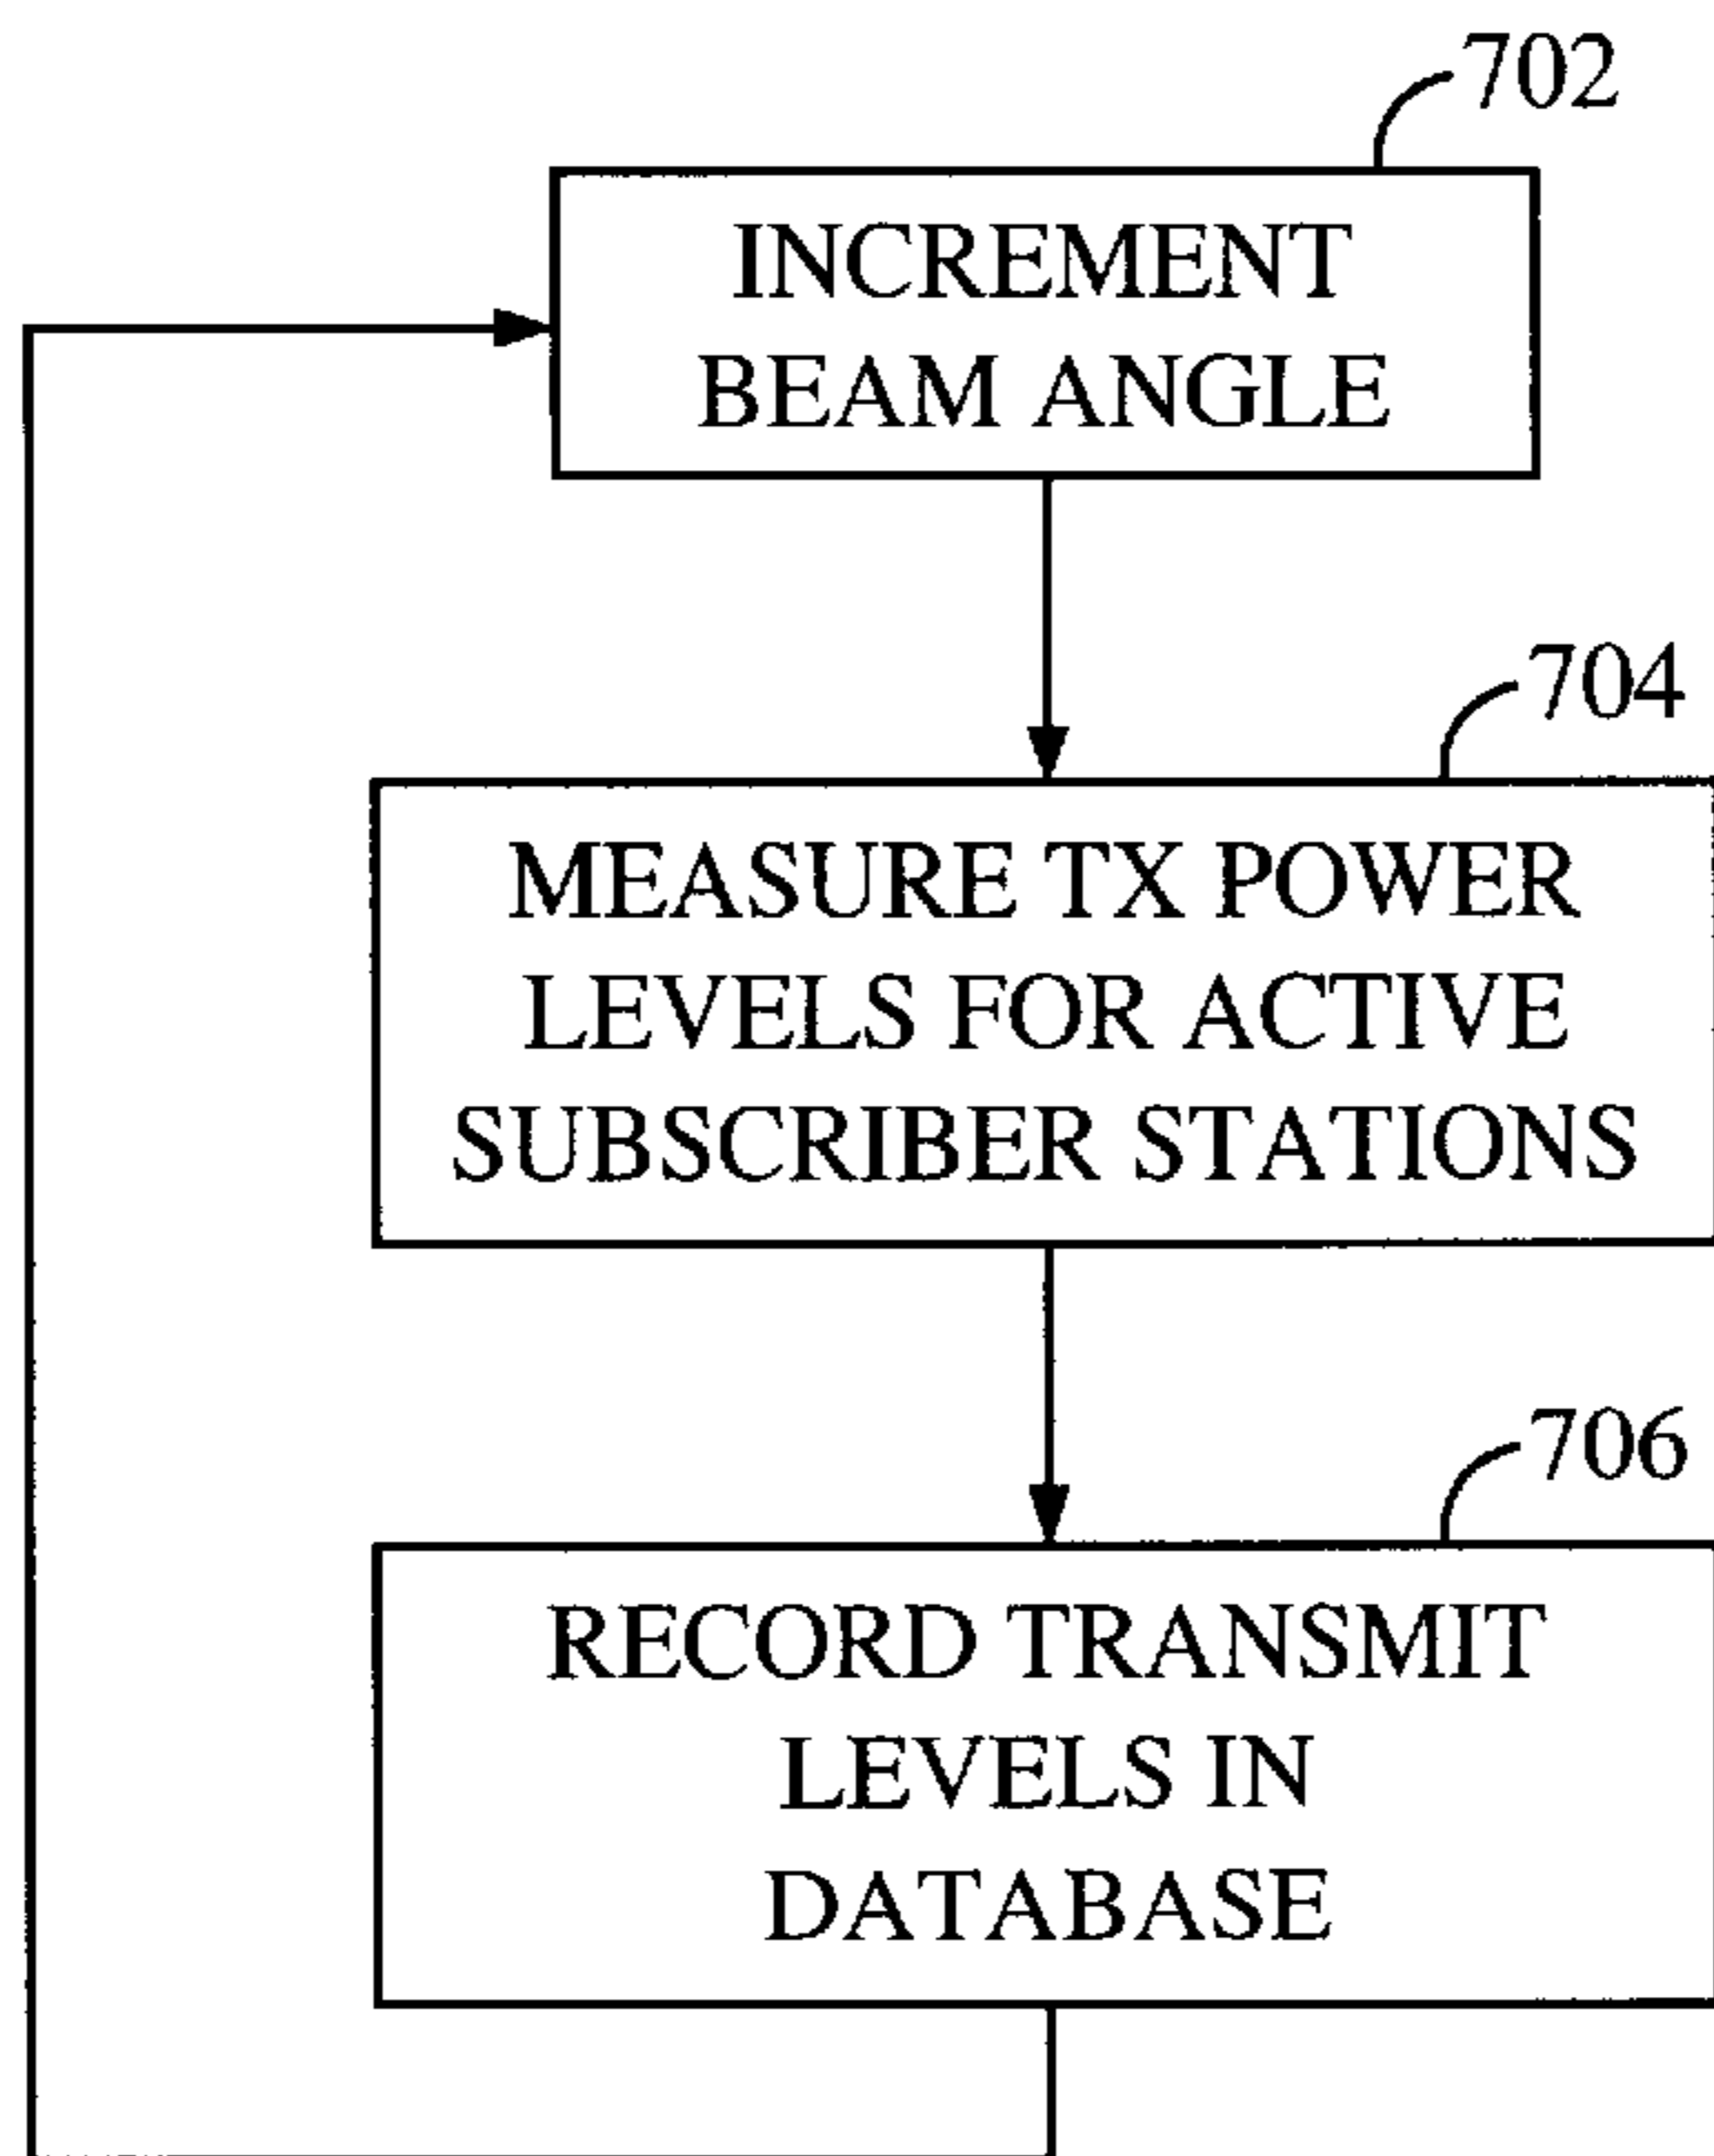 702
INCREMENT
BEAM ANGLE
704
MEASURE TX POWER
LEVELS FOR ACTIVE
SUBSCRIBER STATIONS
706
RECORD TRANSMIT
LEVELS IN
DATABASE